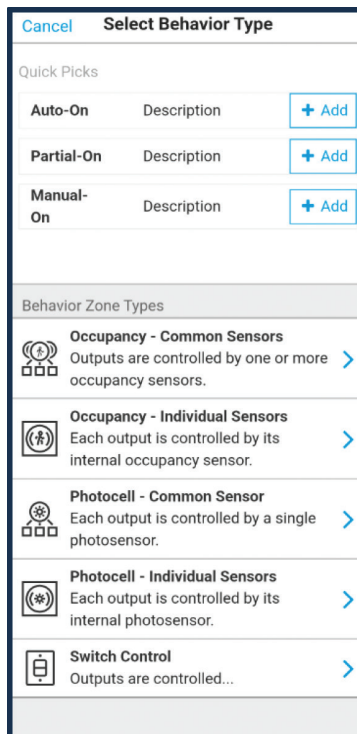 Cancel Select Behavior Type
Quick Picks
Auto-On Description + Add
Partial-On Description + Add
Manual-
On Description + Add
Behavior Zone Types
Occupancy - Common Sensors
Outputs are controlled by one or more
occupancy sensors.
Occupancy - Individual Sensors
Each output is controlled by its
internal occupancy sensor.
Photocell - Common Sensor
Each output is controlled by a single
photosensor.
Photocell - Individual Sensors
Each output is controlled by its
internal photosensor.
Switch Control
Outputs are controlled...